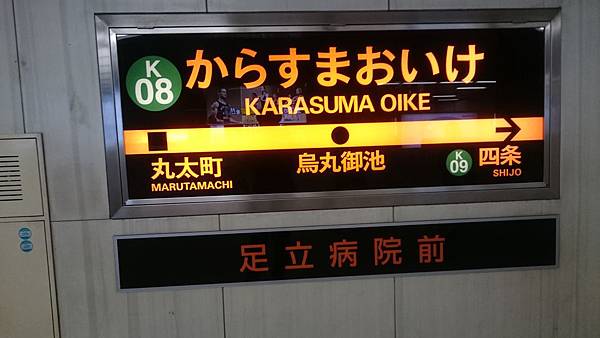 K
08
からすまおいけ
KARASUMA OIKE
丸太町
MARUTAMACHI
烏丸御池
K
09
四条
SHIJO
足立病院前